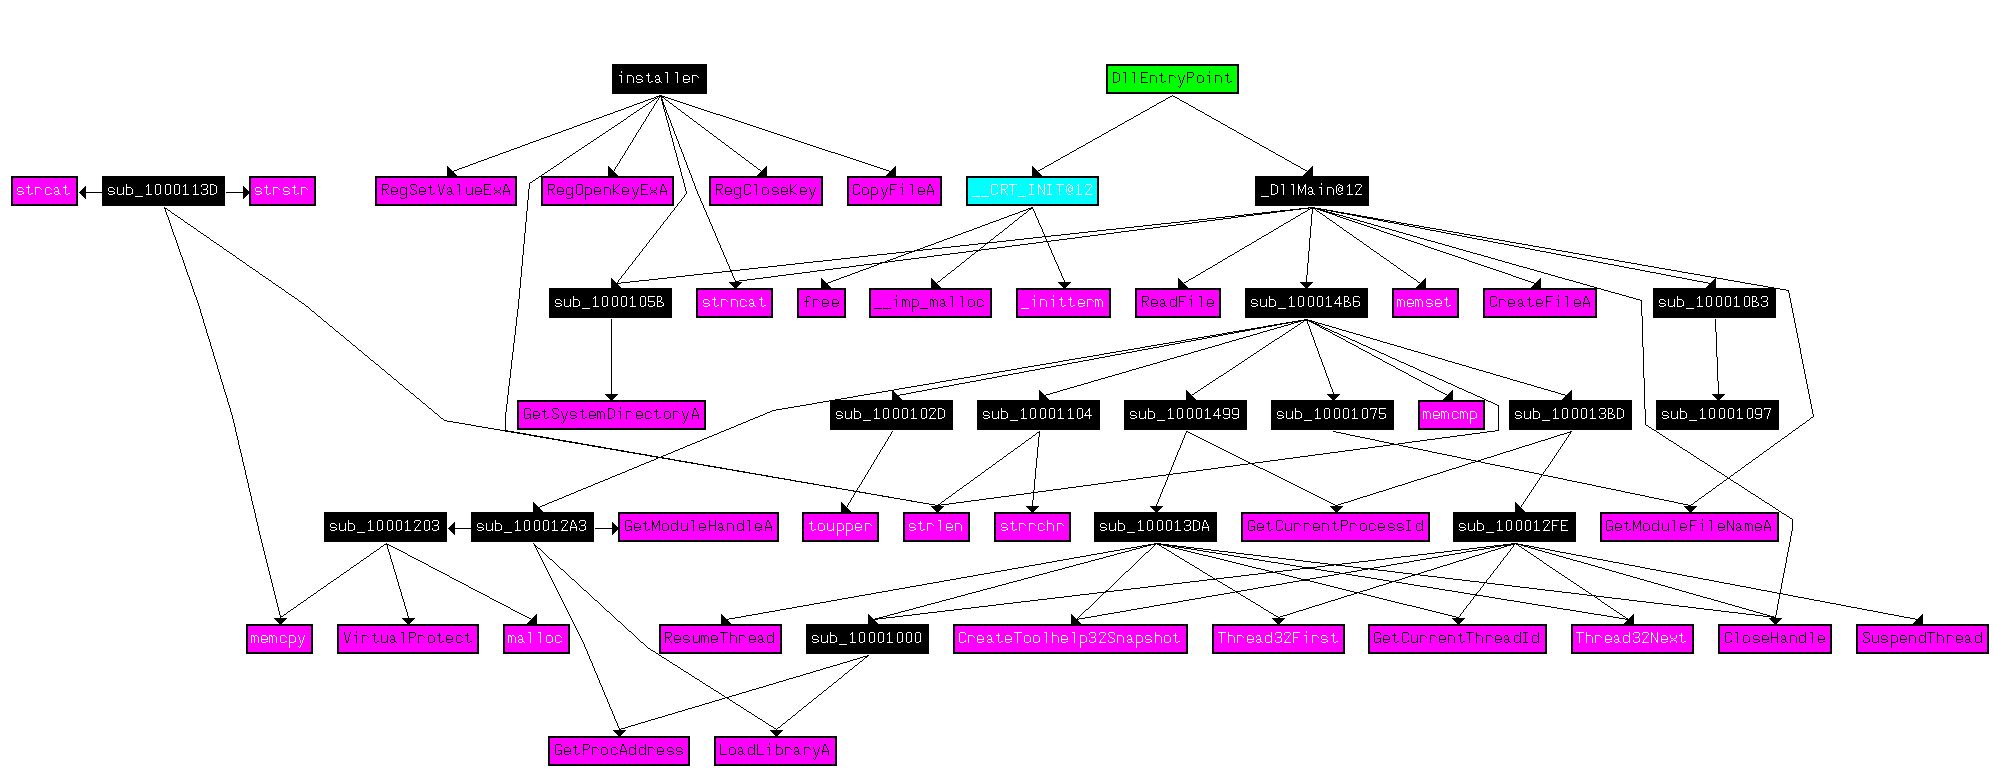 installer
DllEntryPoint
strcat
sub_1000113D
strstr
RegSetValueExA
RegOpenKeyExA
RegCloseKey
CopyFileA
__CRT_INIT@12
_DllMain@12
sub_1000105B
strncat
free
__imp_malloc
_initterm
ReadFile
sub_100014B6
memset
CreateFileA
sub_100010B3
GetSystemDirectoryA
sub_1000102D
sub_10001104
sub_10001499
sub_10001075
memcmp
sub_100013BD
sub_10001097
sub_10001203
sub_100012A3
GetModuleHandleA
toupper
strlen
strrchr
sub_100013DA
GetCurrentProcessId
sub_100012FE
GetModuleFileNameA
memcpy
VirtualProtect
malloc
ResumeThread
sub_10001000
CreateToolhelp32Snapshot
Thread32First
GetCurrentThreadId
Thread32Next
CloseHandle
SuspendThread
GetProcAddress
LoadLibraryA